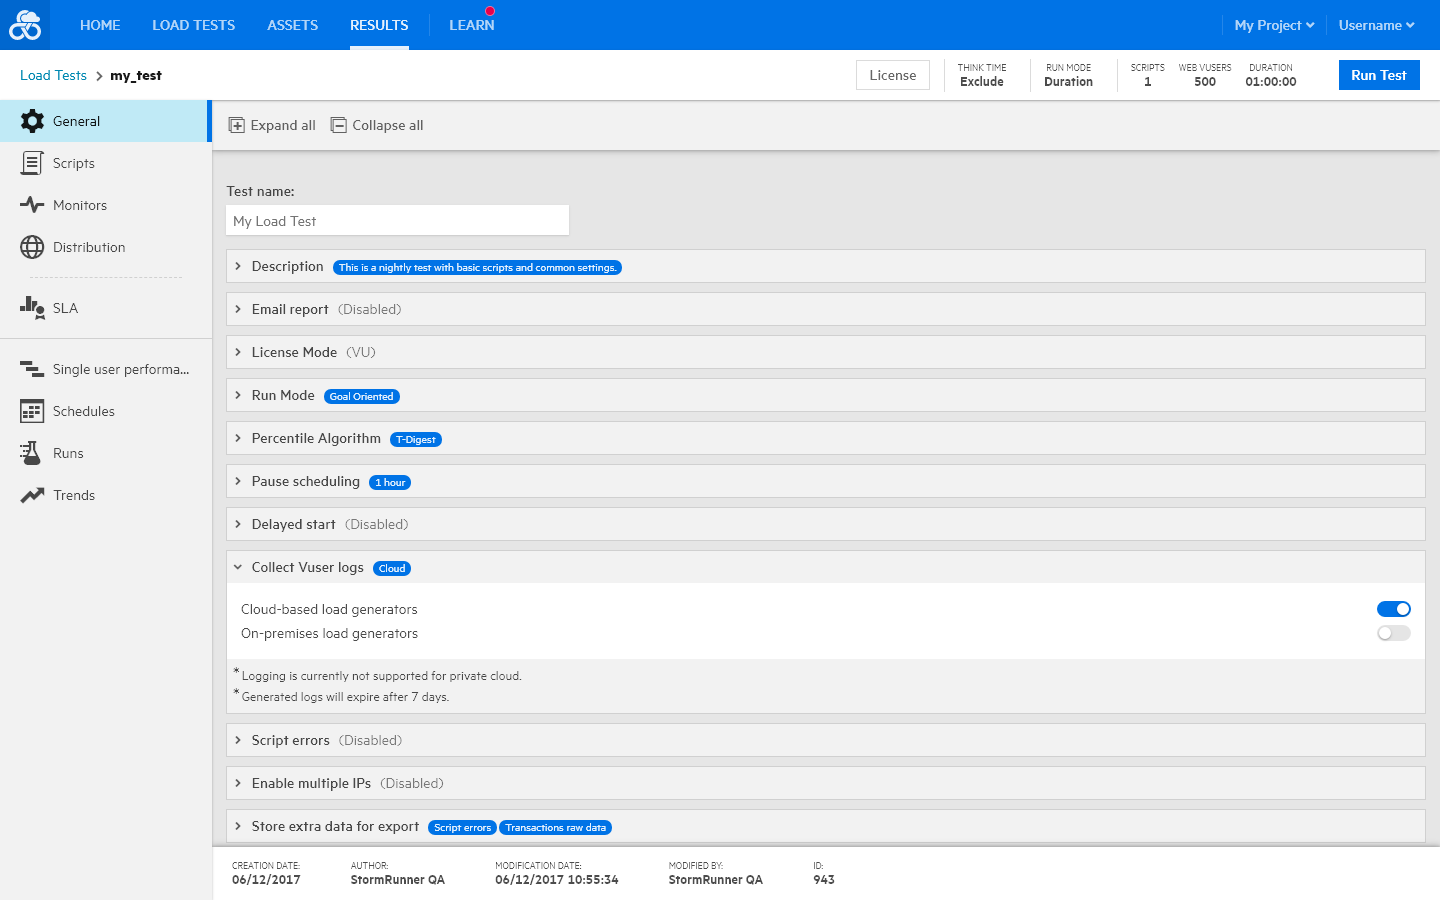 HOME LOAD TESTS ASSETS RESULTS LEARN My Project Username
Load Tests > my_test License THINK TIME RUN MODE SCRIPTS WEB VUSERS DURATION Run Test
Exclude Duration 1 500 01:00:00
General
Scripts
Monitors
Distribution
SLA
Single user performa...
Schedules
Runs
Trends
Expand all Collapse all
Test name:
My Load Test
Description This is a nightly test with basic scripts and common settings.
Email report (Disabled)
License Mode (VU)
Run Mode Goal Oriented
Percentile Algorithm T-Digest
Pause scheduling 1 hour
Delayed start (Disabled)
Collect Vuser logs Cloud
Cloud-based load generators
On-premises load generators
* Logging is currently not supported for private cloud.
* Generated logs will expire after 7 days.
Script errors (Disabled)
Enable multiple IPs (Disabled)
Store extra data for export Script errors Transactions raw data
CREATION DATE: AUTHOR: MODIFICATION DATE: MODIFIED BY: ID:
06/12/2017 StormRunner QA 06/12/2017 10:55:34 StormRunner QA 943